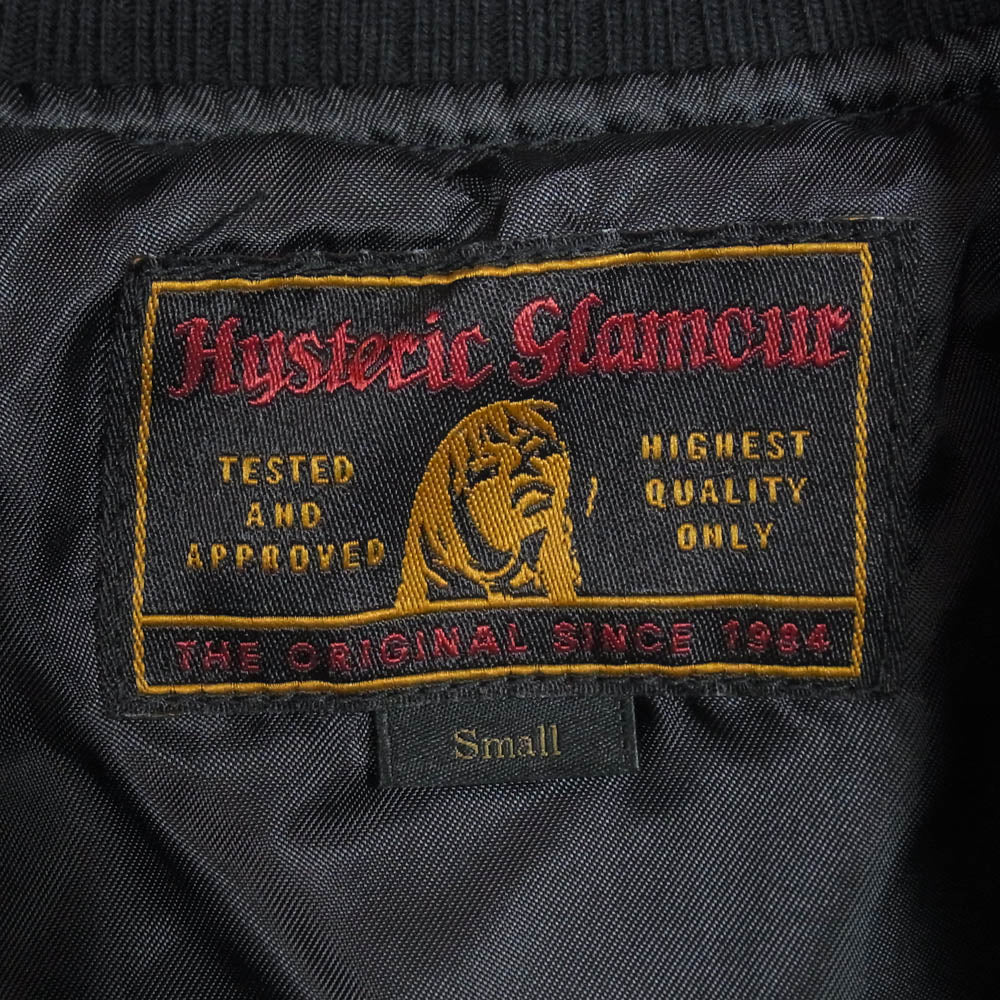 Hysteric Glamour
TESTED
AND
APPROVED
HIGHEST
QUALITY
ONLY
THE ORIGINAL SINCE 1984
Small